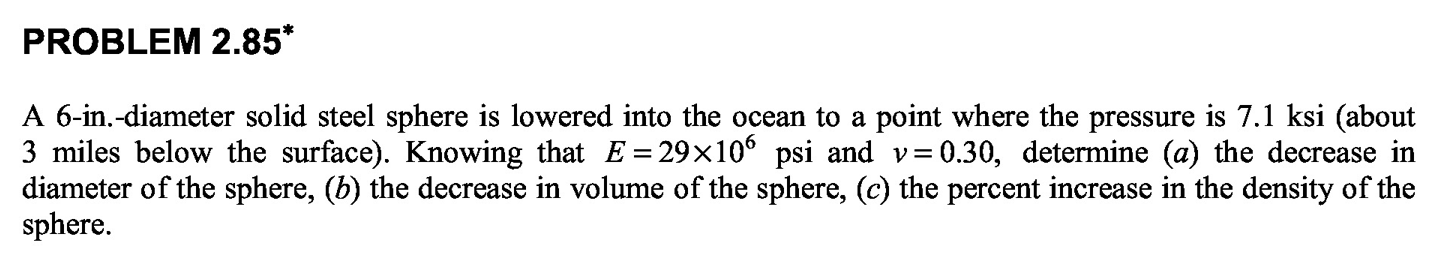 PROBLEM 2.85*
A 6-in.-diameter solid steel sphere is lowered into the ocean to a point where the pressure is 7.1 ksi (about
3 miles below the surface). Knowing that E = 29×10⁶ psi and ν = 0.30, determine (a) the decrease in
diameter of the sphere, (b) the decrease in volume of the sphere, (c) the percent increase in the density of the
sphere.